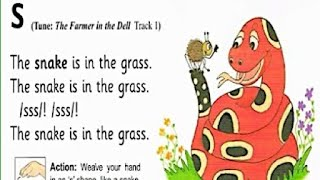 S
(Tune: The Farmer in the Dell Track 1)
The snake is in the grass.
The snake is in the grass.
/sss/! /sss/!
The snake is in the grass.
Action: Weave your hand
in an 's' shape, like a snake